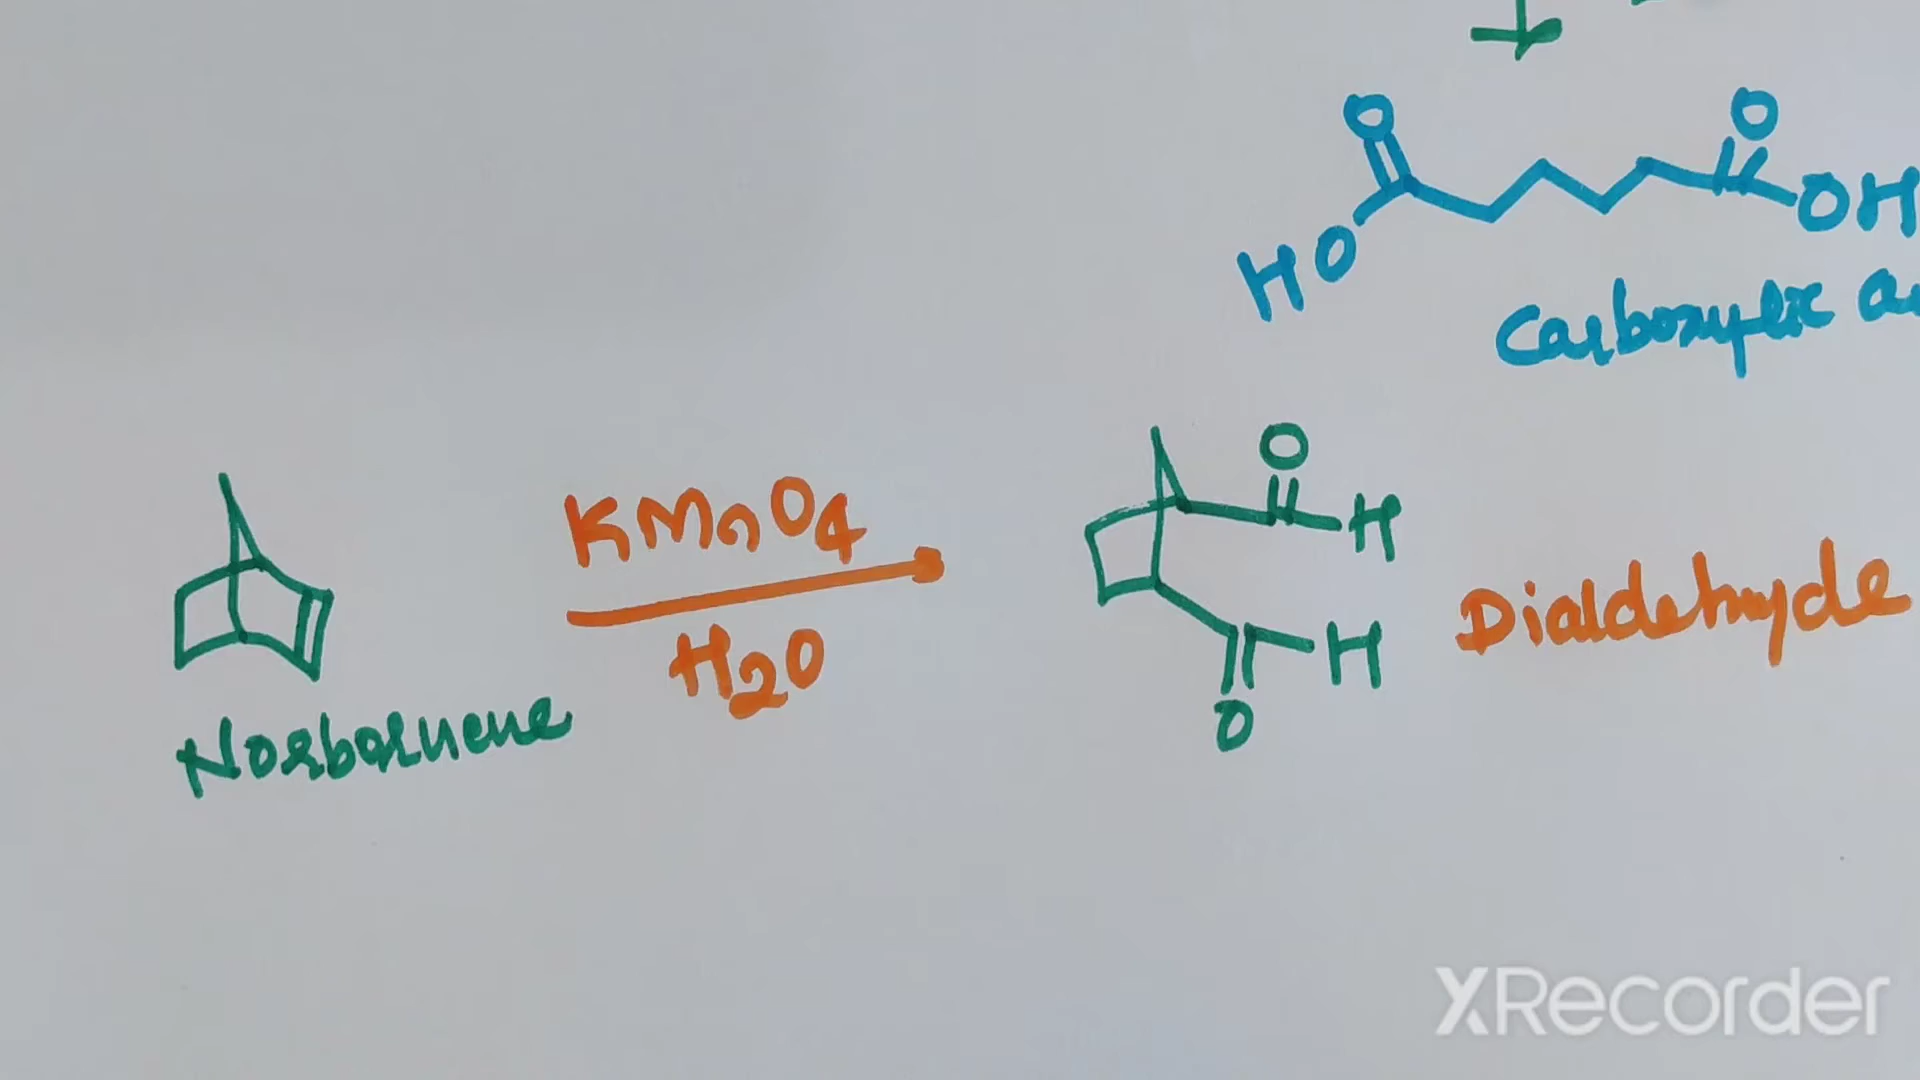 O
O
HO
OH
Carboxylic a
O
H
KMnO4
H2O
Dialdehyde
H
O
Norbornene
XRecorder